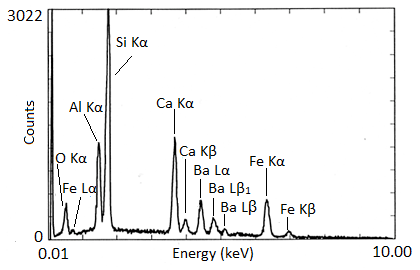 3022
Si Kα
Al Kα
Ca Kα
O Kα
Fe Lα
Ca Kβ
Ba Lα
Ba Lβ₁
Ba Lβ
Fe Kα
Fe Kβ
Counts
0
0.01
Energy (keV)
10.00